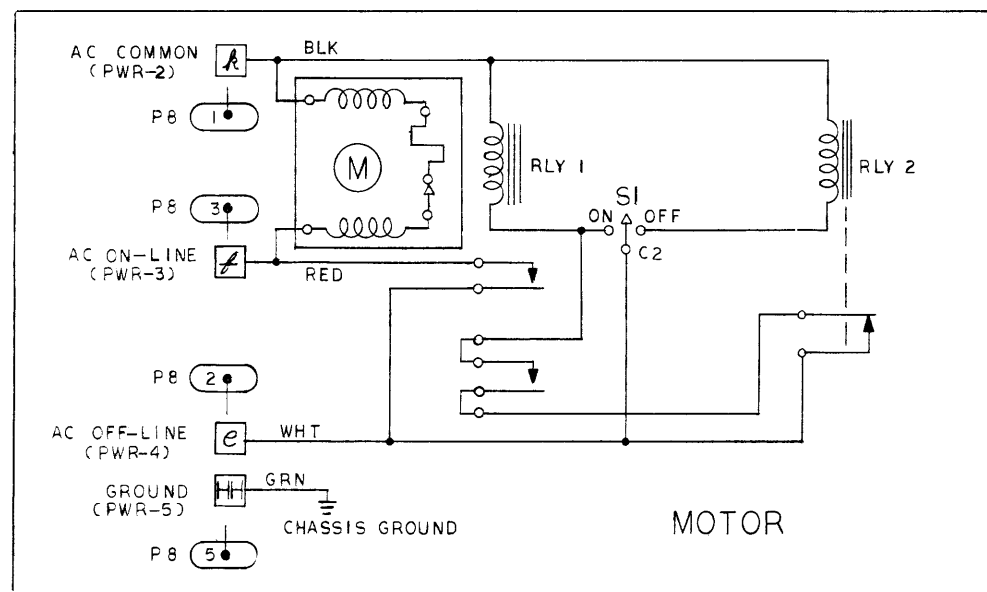 AC COMMON
(PWR-2)
k
BLK
P8 1
M
RLY 1
RLY 2
P8 3
S1
ON OFF
C2
AC ON-LINE
(PWR-3)
f
RED
P8 2
AC OFF-LINE
(PWR-4)
e
WHT
GROUND
(PWR-5)
HH
GRN
CHASSIS GROUND
P8 5
MOTOR